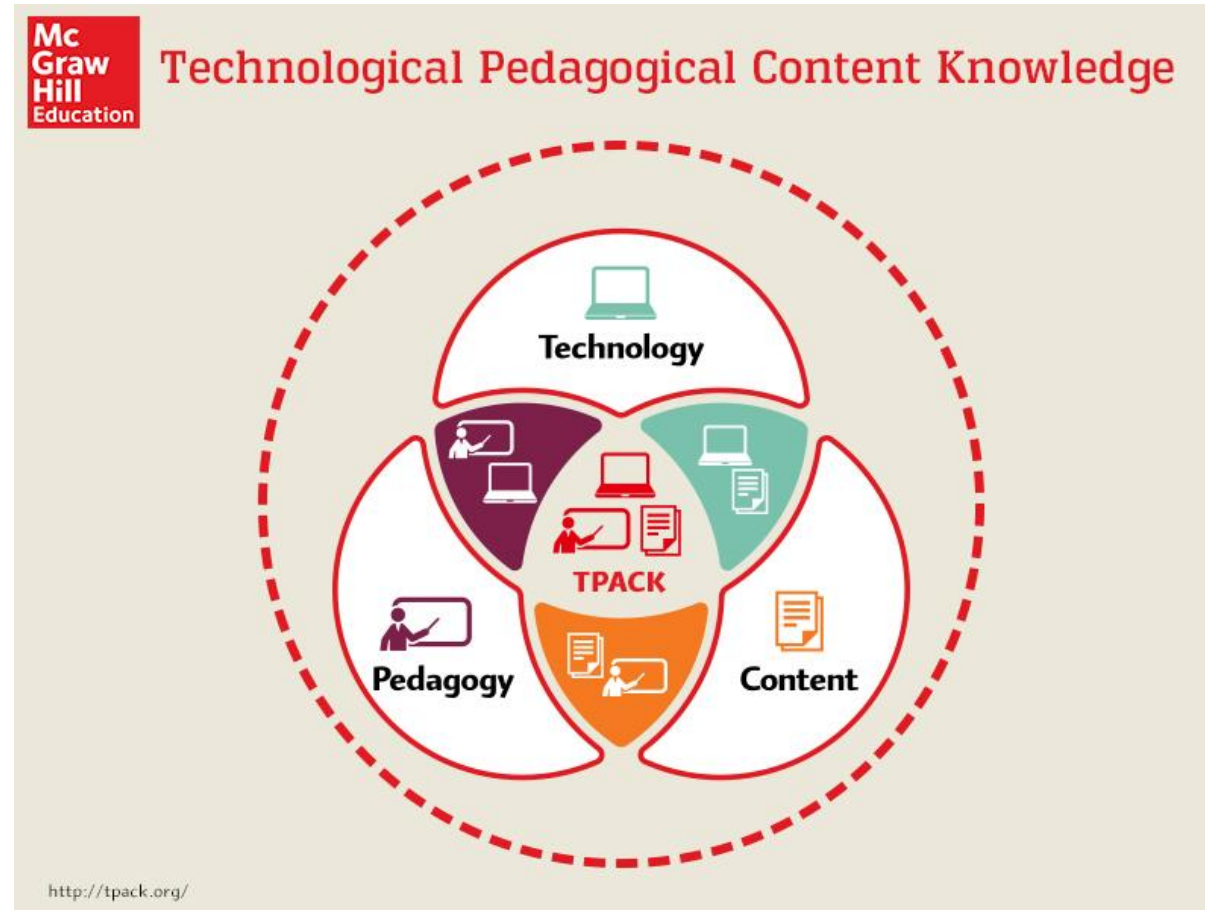 Mc
Graw
Hill
Education
Technological Pedagogical Content Knowledge
Technology
TPACK
Pedagogy
Content
http://tpack.org/